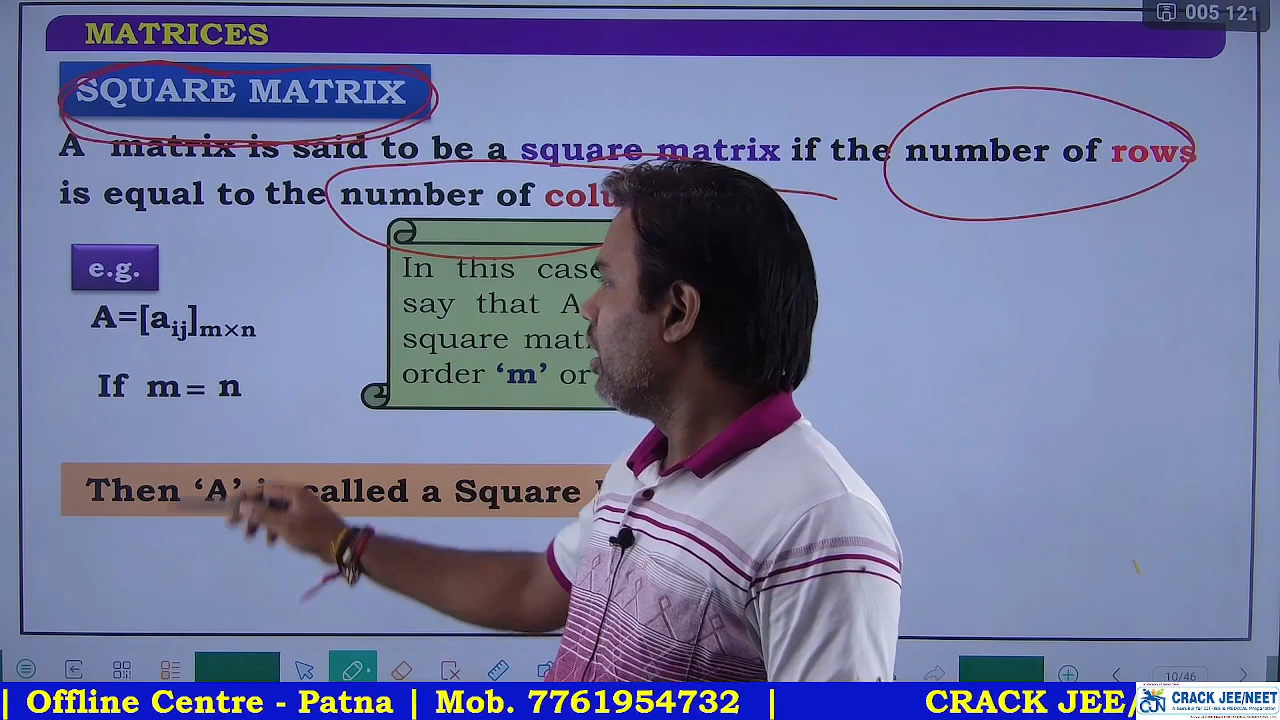 005 121
MATRICES
SQUARE MATRIX
A matrix is said to be a square matrix if the number of rows
is equal to the number of
e.g.
In this case
A=[aij]m×n
say that A
square
If m = n
order ‘m’ or
Then ‘A’ called a Square
10/46
| Offline Centre - Patna | Mob. 7761954732 | CRACK JEE/
CRACK JEE/NEET